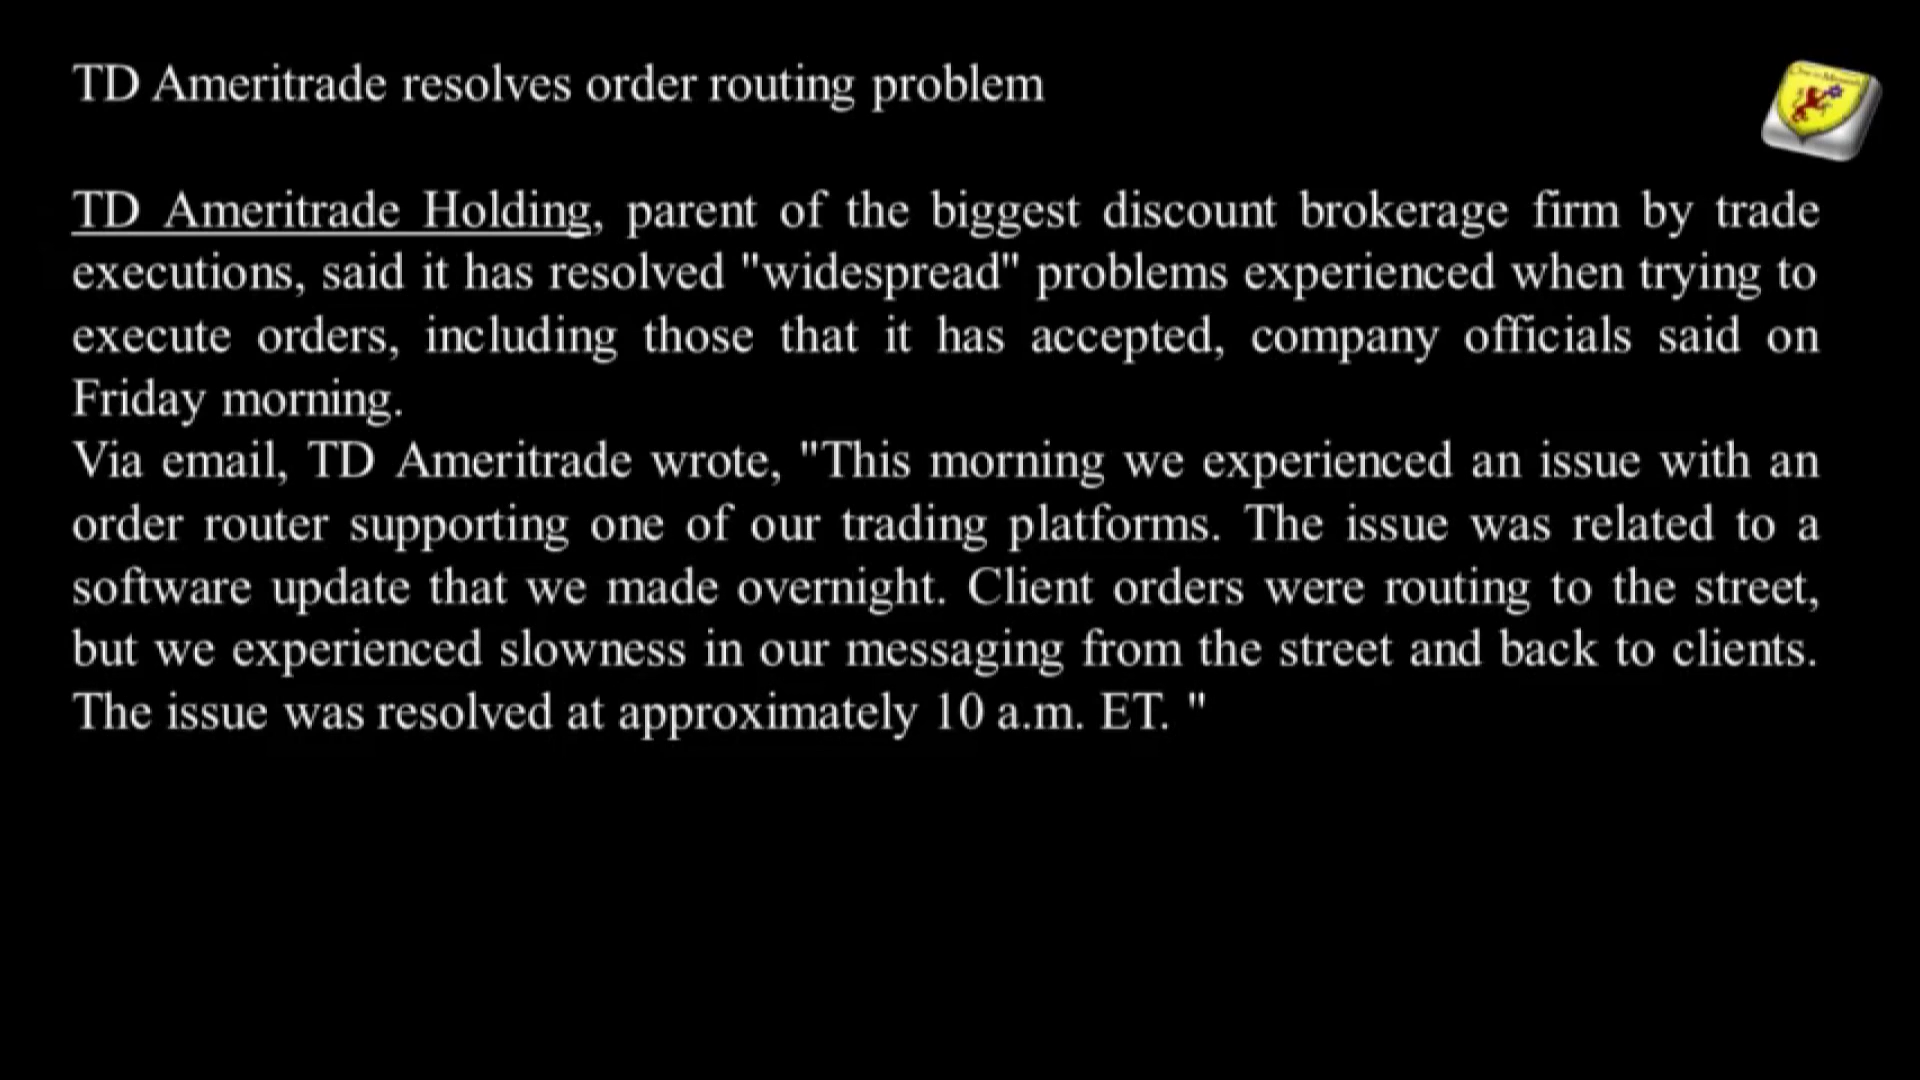 TD Ameritrade resolves order routing problem
TD Ameritrade Holding, parent of the biggest discount brokerage firm by trade
executions, said it has resolved "widespread" problems experienced when trying to
execute orders, including those that it has accepted, company officials said on
Friday morning.
Via email, TD Ameritrade wrote, "This morning we experienced an issue with an
order router supporting one of our trading platforms. The issue was related to a
software update that we made overnight. Client orders were routing to the street,
but we experienced slowness in our messaging from the street and back to clients.
The issue was resolved at approximately 10 a.m. ET. "